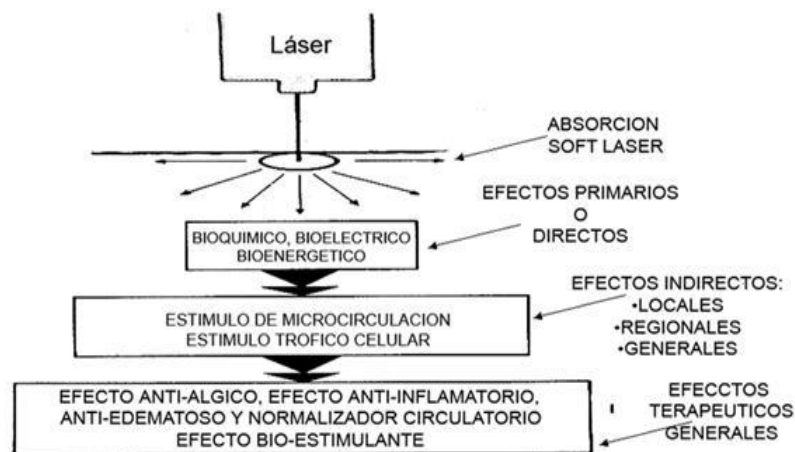 Láser
ABSORCION
SOFT LASER
EFECTOS PRIMARIOS
O
DIRECTOS
BIOQUIMICO, BIOELECTRICO
BIOENERGETICO
EFECTOS INDIRECTOS:
•LOCALES
•REGIONALES
•GENERALES
ESTIMULO DE MICROCIRCULACION
ESTIMULO TROFICO CELULAR
EFECCTOS
TERAPEUTICOS
GENERALES
EFECTO ANTI-ALGICO, EFECTO ANTI-INFLAMATORIO,
ANTI-EDEMATOSO Y NORMALIZADOR CIRCULATORIO
EFECTO BIO-ESTIMULANTE